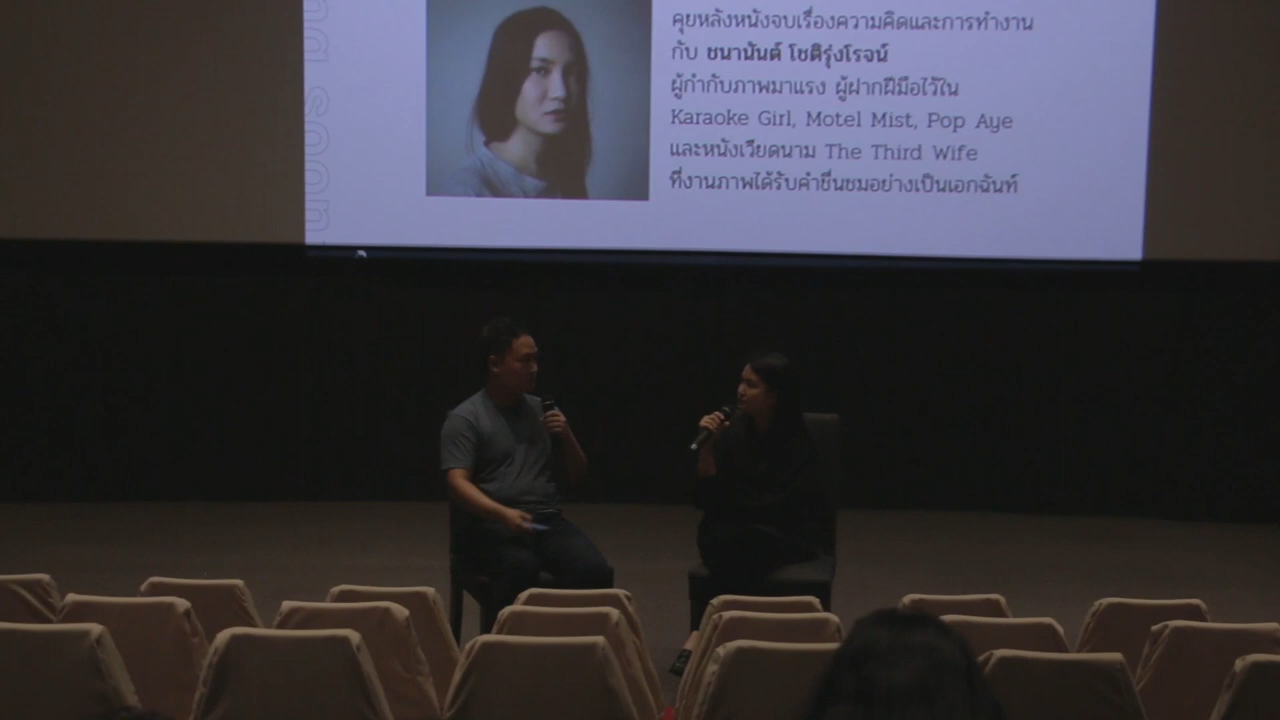 คุยหลังหนังจบเรื่องความคิดและการทำงาน
กับ ชนานันต์ โชติรุ่งโรจน์
ผู้กำกับภาพมาแรง ผู้ฝากฝีมือไว้ใน
Karaoke Girl, Motel Mist, Pop Aye
และหนังเวียดนาม The Third Wife
ที่งานภาพได้รับคำชื่นชมอย่างเป็นเอกฉันท์
soon